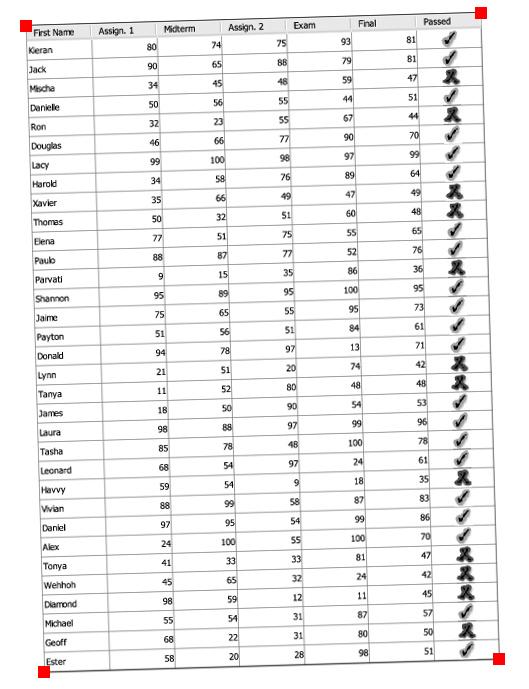 First Name Assign. 1 Midterm Assign. 2 Exam Final Passed
Kieran 80 74 75 93 81
Jack 90 65 88 79 81
Mischa 34 45 48 59 47
Danielle 50 56 55 44 51
Ron 32 23 55 67 44
Douglas 46 66 77 90 70
Lacy 99 100 98 97 99
Harold 34 58 76 89 64
Xavier 35 66 49 47 49
Thomas 50 32 51 60 48
Elena 77 51 75 55 65
Paulo 88 87 77 52 76
Parvati 9 15 35 86 36
Shannon 95 89 95 100 95
Jaime 75 65 55 95 73
Payton 51 56 51 84 61
Donald 94 78 97 13 71
Lynn 21 51 20 74 42
Tanya 11 52 80 48 48
James 18 50 90 54 53
Laura 98 88 97 99 96
Tasha 85 78 48 100 78
Leonard 68 54 97 24 61
Havvy 59 54 9 18 35
Vivian 88 99 58 87 83
Daniel 97 95 54 99 86
Alex 24 100 55 100 70
Tonya 41 33 33 81 47
Wehhoh 45 65 32 24 42
Diamond 98 59 12 11 45
Michael 55 54 31 87 57
Geoff 68 22 31 80 50
Ester 58 20 28 98 51